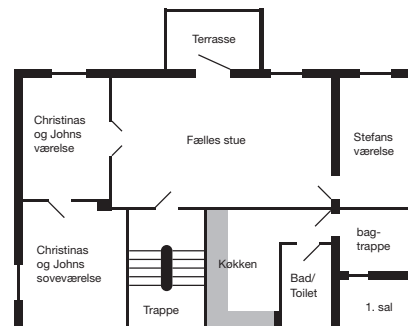 Terrasse
Christinas
og Johns
værelse
Fælles stue
Stefans
værelse
Christinas
og Johns
soveværelse
Køkken
bag-
trappe
Bad/
Toilet
Trappe
1. sal